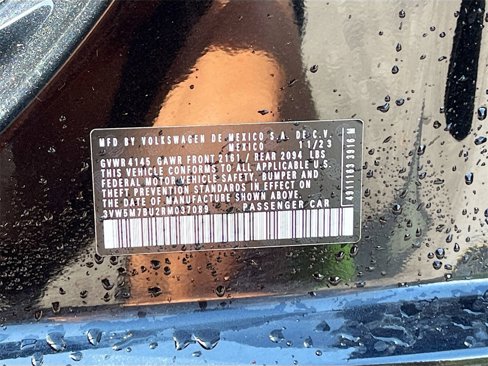 MFD BY VOLKSWAGEN DE MEXICO S.A. DE C.V.
MEXICO 11/23
GVWR 4145 GAWR FRONT 2161 / REAR 2094 LBS
THIS VEHICLE CONFORMS TO ALL APPLICABLE U.S.
FEDERAL MOTOR VEHICLE SAFETY, BUMPER AND
THEFT PREVENTION STANDARDS IN EFFECT ON
THE DATE OF MANUFACTURE SHOWN ABOVE.
3VW5M7BU2RM037089 PASSENGER CAR